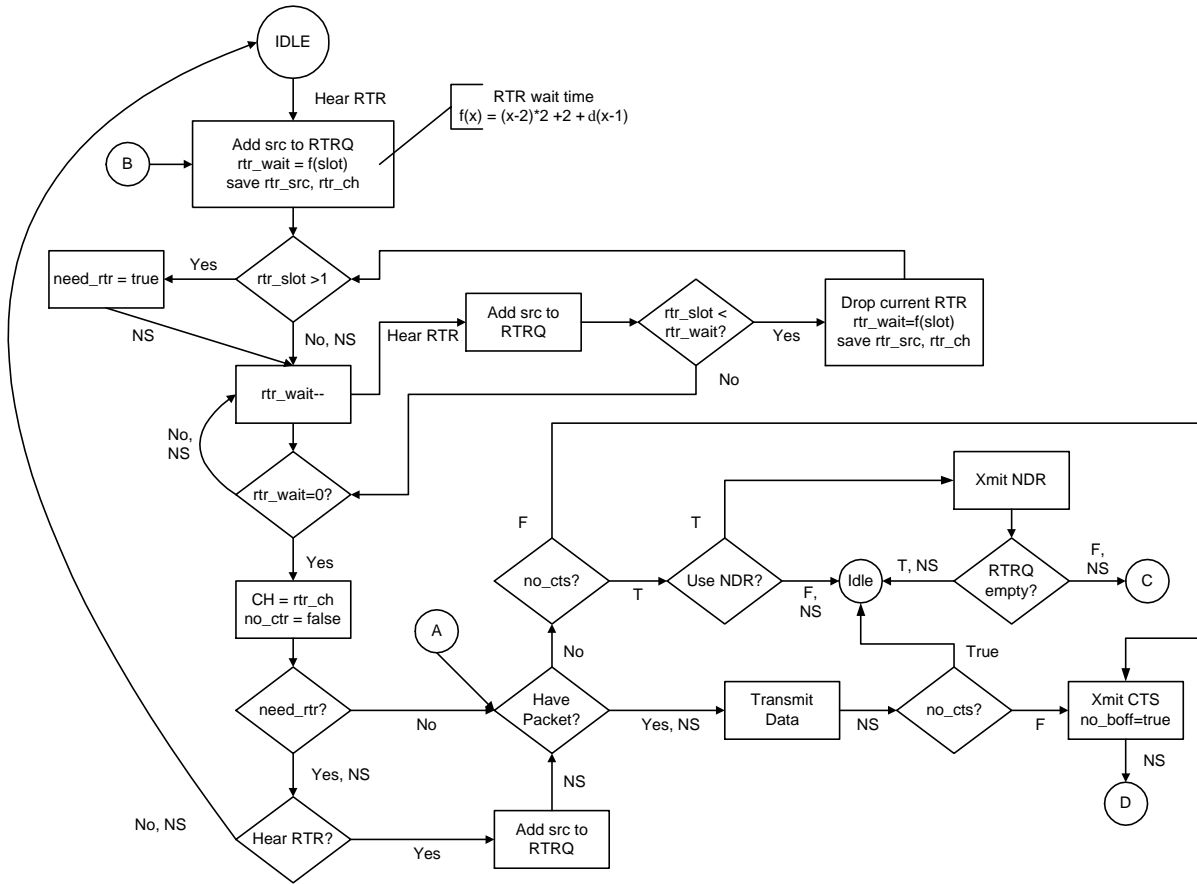 IDLE
Hear RTR
RTR wait time
f(x) = (x-2)*2 +2 + d(x-1)
B
Add src to RTRQ
rtr_wait = f(slot)
save rtr_src, rtr_ch
need_rtr = true
Yes
rtr_slot >1
NS
No, NS
Hear RTR
Add src to
RTRQ
rtr_slot <
rtr_wait?
Yes
Drop current RTR
rtr_wait=f(slot)
save rtr_src, rtr_ch
No
rtr_wait--
No,
NS
rtr_wait=0?
Yes
F
T
Xmit NDR
no_cts?
T
Use NDR?
F,
NS
Idle
T, NS
RTRQ
empty?
F,
NS
C
CH = rtr_ch
no_ctr = false
A
No
True
need_rtr?
No
Have
Packet?
Yes, NS
Transmit
Data
NS
no_cts?
F
Xmit CTS
no_boff=true
Yes, NS
NS
NS
D
No, NS
Hear RTR?
Yes
Add src to
RTRQ